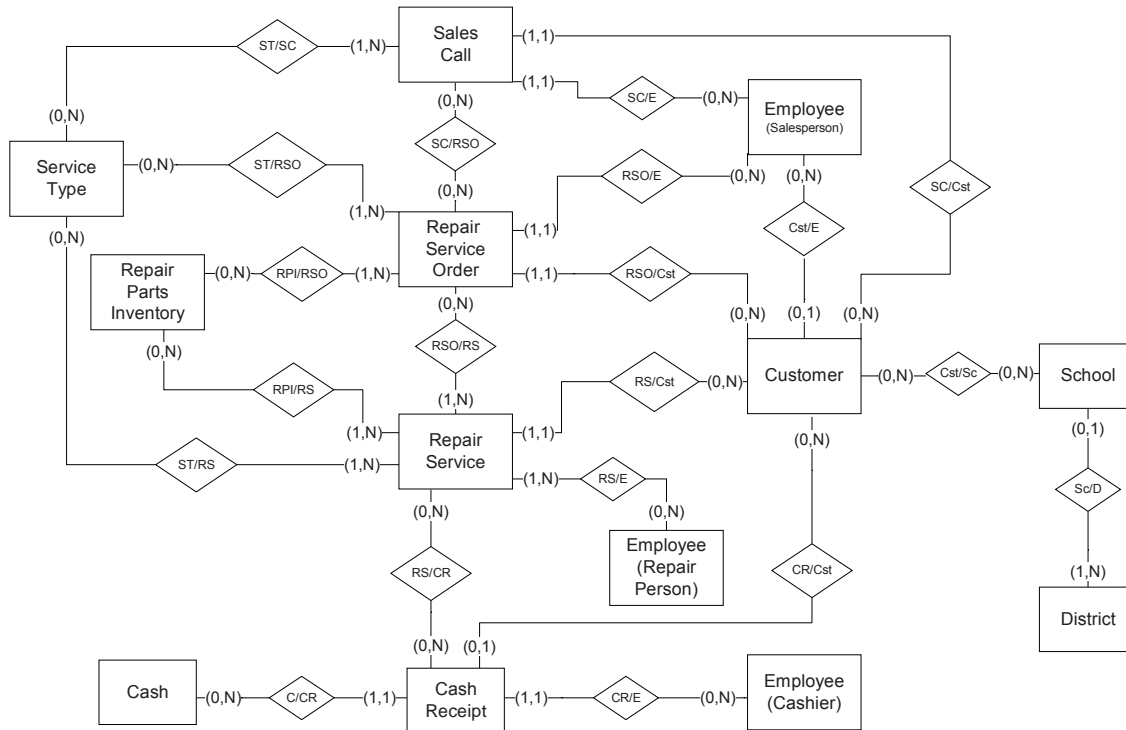 ST/SC
(1,N)
Sales
Call
(1,1)
(1,1)
SC/E
(0,N)
Employee
(Salesperson)
(0,N)
(0,N)
SC/RSO
(0,N)
Service
Type
(0,N)
ST/RSO
(1,N)
(0,N)
RSO/E
(0,N)
(0,N)
Cst/E
SC/Cst
(0,N)
Repair
Parts
Inventory
(0,N)
RPI/RSO
(1,N)
Repair
Service
Order
(1,1)
(1,1)
RSO/Cst
(0,N)
(0,1)
(0,N)
(0,N)
RSO/RS
(0,N)
RPI/RS
(1,N)
(1,N)
RS/Cst
(0,N)
Customer
(0,N)
Cst/Sc
(0,N)
School
(0,1)
Sc/D
(1,N)
District
ST/RS
(1,N)
Repair
Service
(1,1)
(1,N)
RS/E
(0,N)
Employee
(Repair
Person)
(0,N)
RS/CR
(0,N)
(0,N)
CR/Cst
(0,1)
Cash
(0,N)
C/CR
(1,1)
Cash
Receipt
(1,1)
CR/E
(0,N)
Employee
(Cashier)